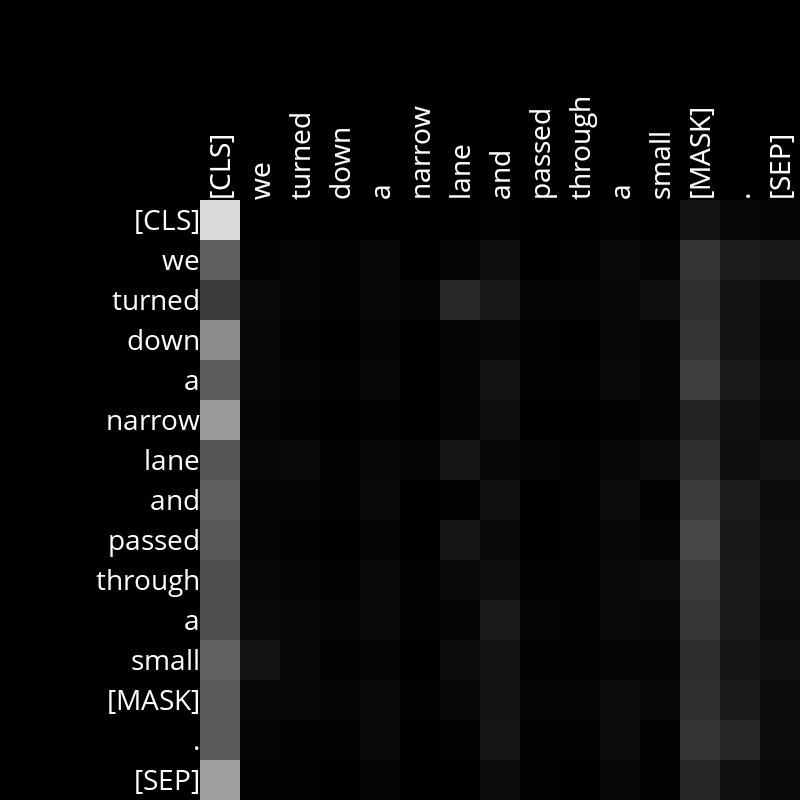 [CLS] we turned down a narrow lane and passed through a small [MASK] . [SEP]
[CLS]
we
turned
down
a
narrow
lane
and
passed
through
a
small
[MASK]
.
[SEP]